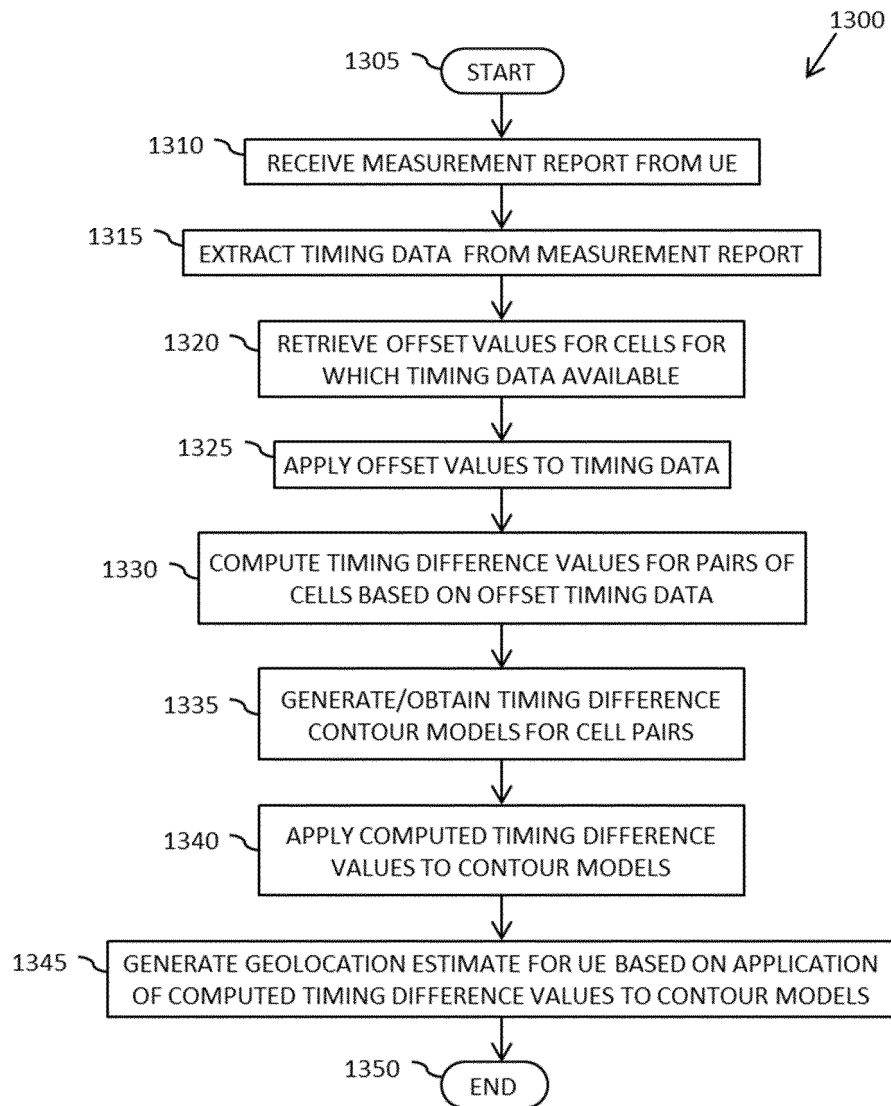 1300
1305
START
1310
RECEIVE MEASUREMENT REPORT FROM UE
1315
EXTRACT TIMING DATA FROM MEASUREMENT REPORT
1320
RETRIEVE OFFSET VALUES FOR CELLS FOR
WHICH TIMING DATA AVAILABLE
1325
APPLY OFFSET VALUES TO TIMING DATA
1330
COMPUTE TIMING DIFFERENCE VALUES FOR PAIRS OF
CELLS BASED ON OFFSET TIMING DATA
1335
GENERATE/OBTAIN TIMING DIFFERENCE
CONTOUR MODELS FOR CELL PAIRS
1340
APPLY COMPUTED TIMING DIFFERENCE
VALUES TO CONTOUR MODELS
1345
GENERATE GEOLOCATION ESTIMATE FOR UE BASED ON APPLICATION
OF COMPUTED TIMING DIFFERENCE VALUES TO CONTOUR MODELS
1350
END